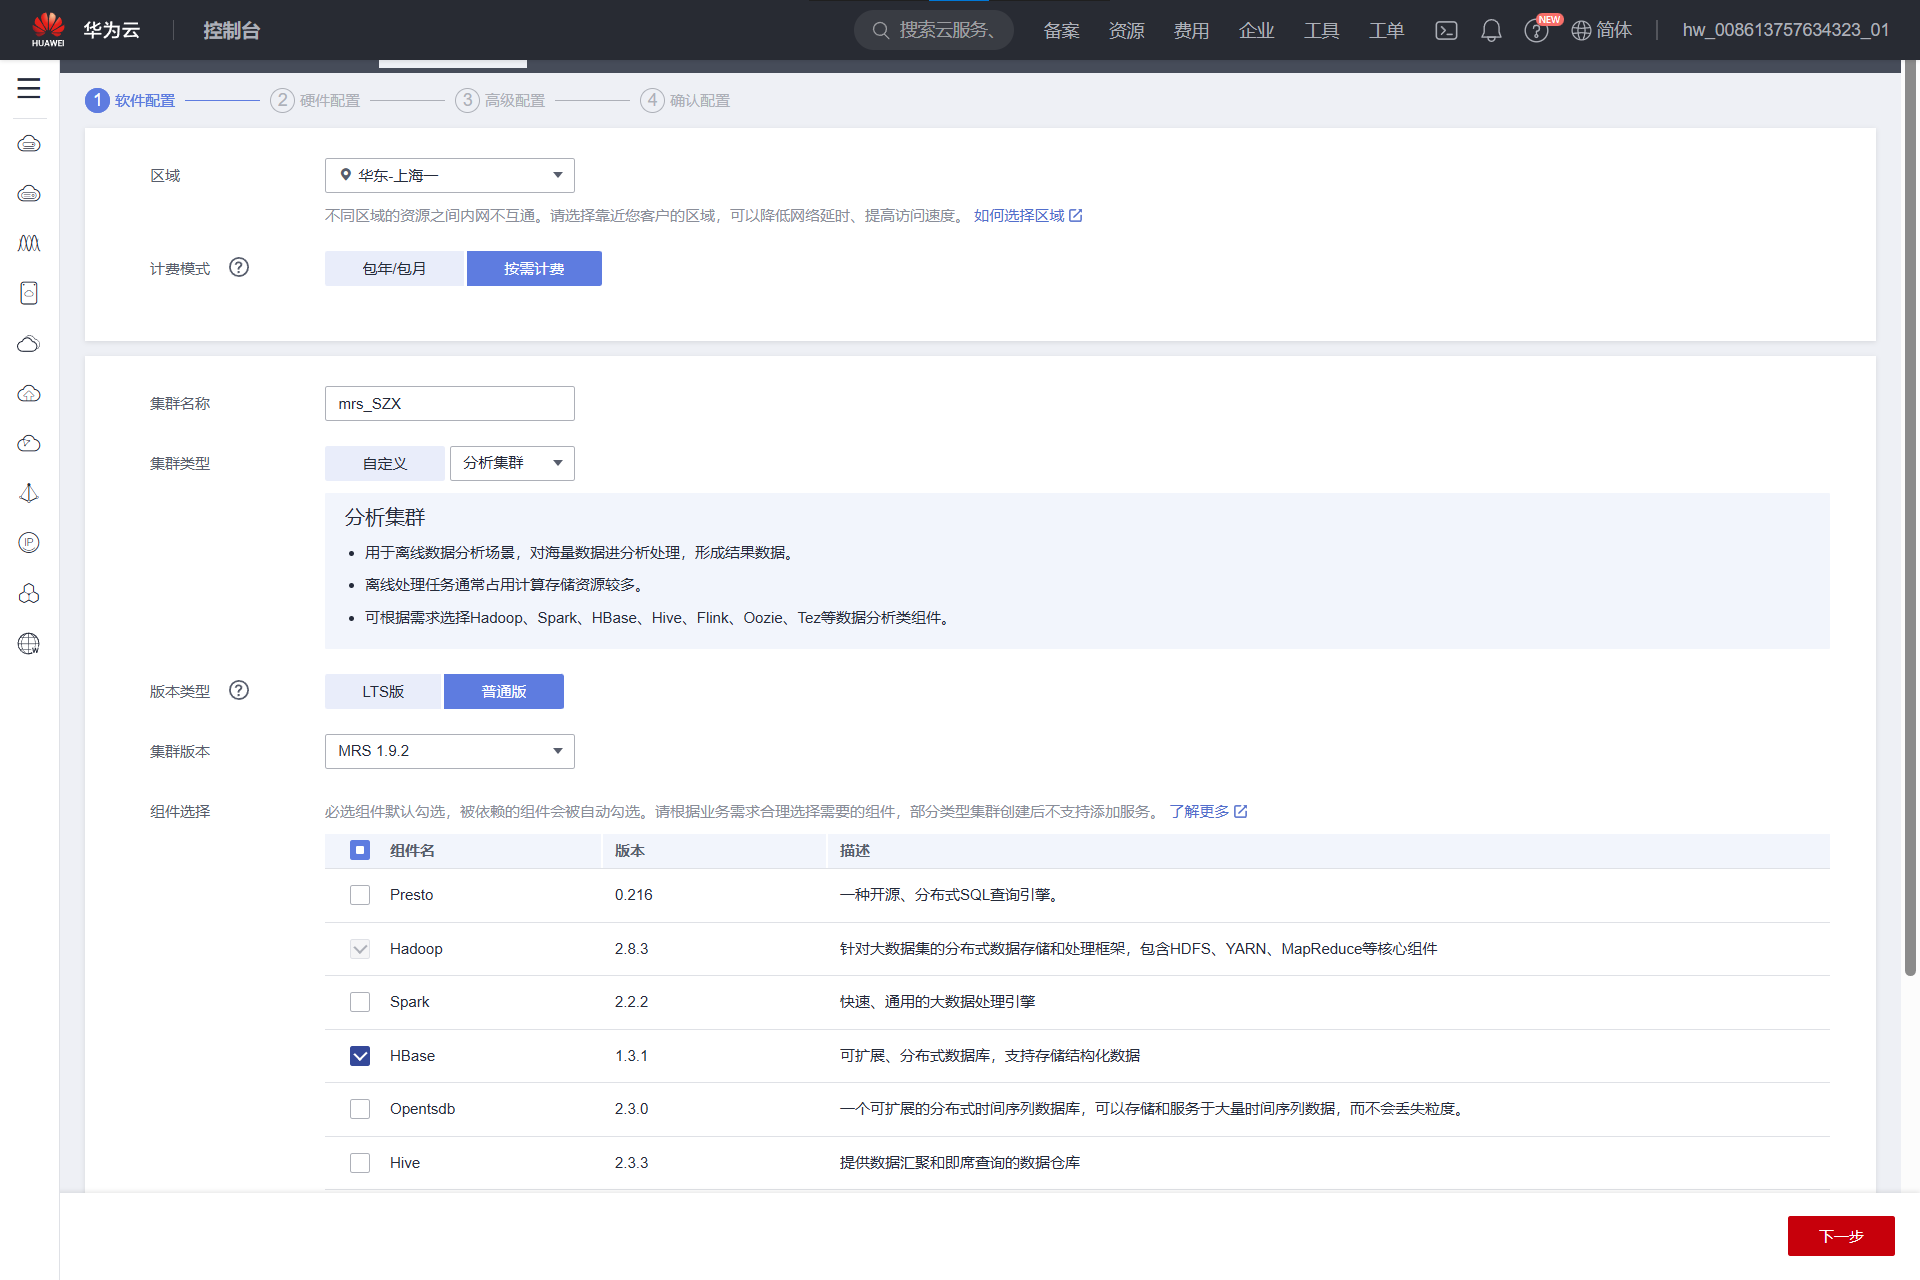 HUAWEI 华为云 控制台 搜索云服务、 备案 资源 费用 企业 工具 工单 NEW 简体 hw_008613757634323_01
1 软件配置 2 硬件配置 3 高级配置 4 确认配置
区域 华东-上海一
不同区域的资源之间内网不互通。请选择靠近您客户的区域，可以降低网络延时、提高访问速度。 如何选择区域
计费模式 包年/包月 按需计费
集群名称 mrs_SZX
集群类型 自定义 分析集群
分析集群
用于离线数据分析场景，对海量数据进分析处理，形成结果数据。
离线处理任务通常占用计算存储资源较多。
可根据需求选择Hadoop、Spark、HBase、Hive、Flink、Oozie、Tez等数据分析类组件。
版本类型 LTS版 普通版
集群版本 MRS 1.9.2
组件选择 必选组件默认勾选，被依赖的组件会被自动勾选。请根据业务需求合理选择需要的组件，部分类型集群创建后不支持添加服务。 了解更多
组件名 版本 描述
Presto 0.216 一种开源、分布式SQL查询引擎。
Hadoop 2.8.3 针对大数据集的分布式数据存储和处理框架，包含HDFS、YARN、MapReduce等核心组件
Spark 2.2.2 快速、通用的大数据处理引擎
HBase 1.3.1 可扩展、分布式数据库，支持存储结构化数据
Opentsdb 2.3.0 一个可扩展的分布式时间序列数据库，可以存储和服务于大量时间序列数据，而不会丢失粒度。
Hive 2.3.3 提供数据汇聚和即席查询的数据仓库
IP
W
下一步